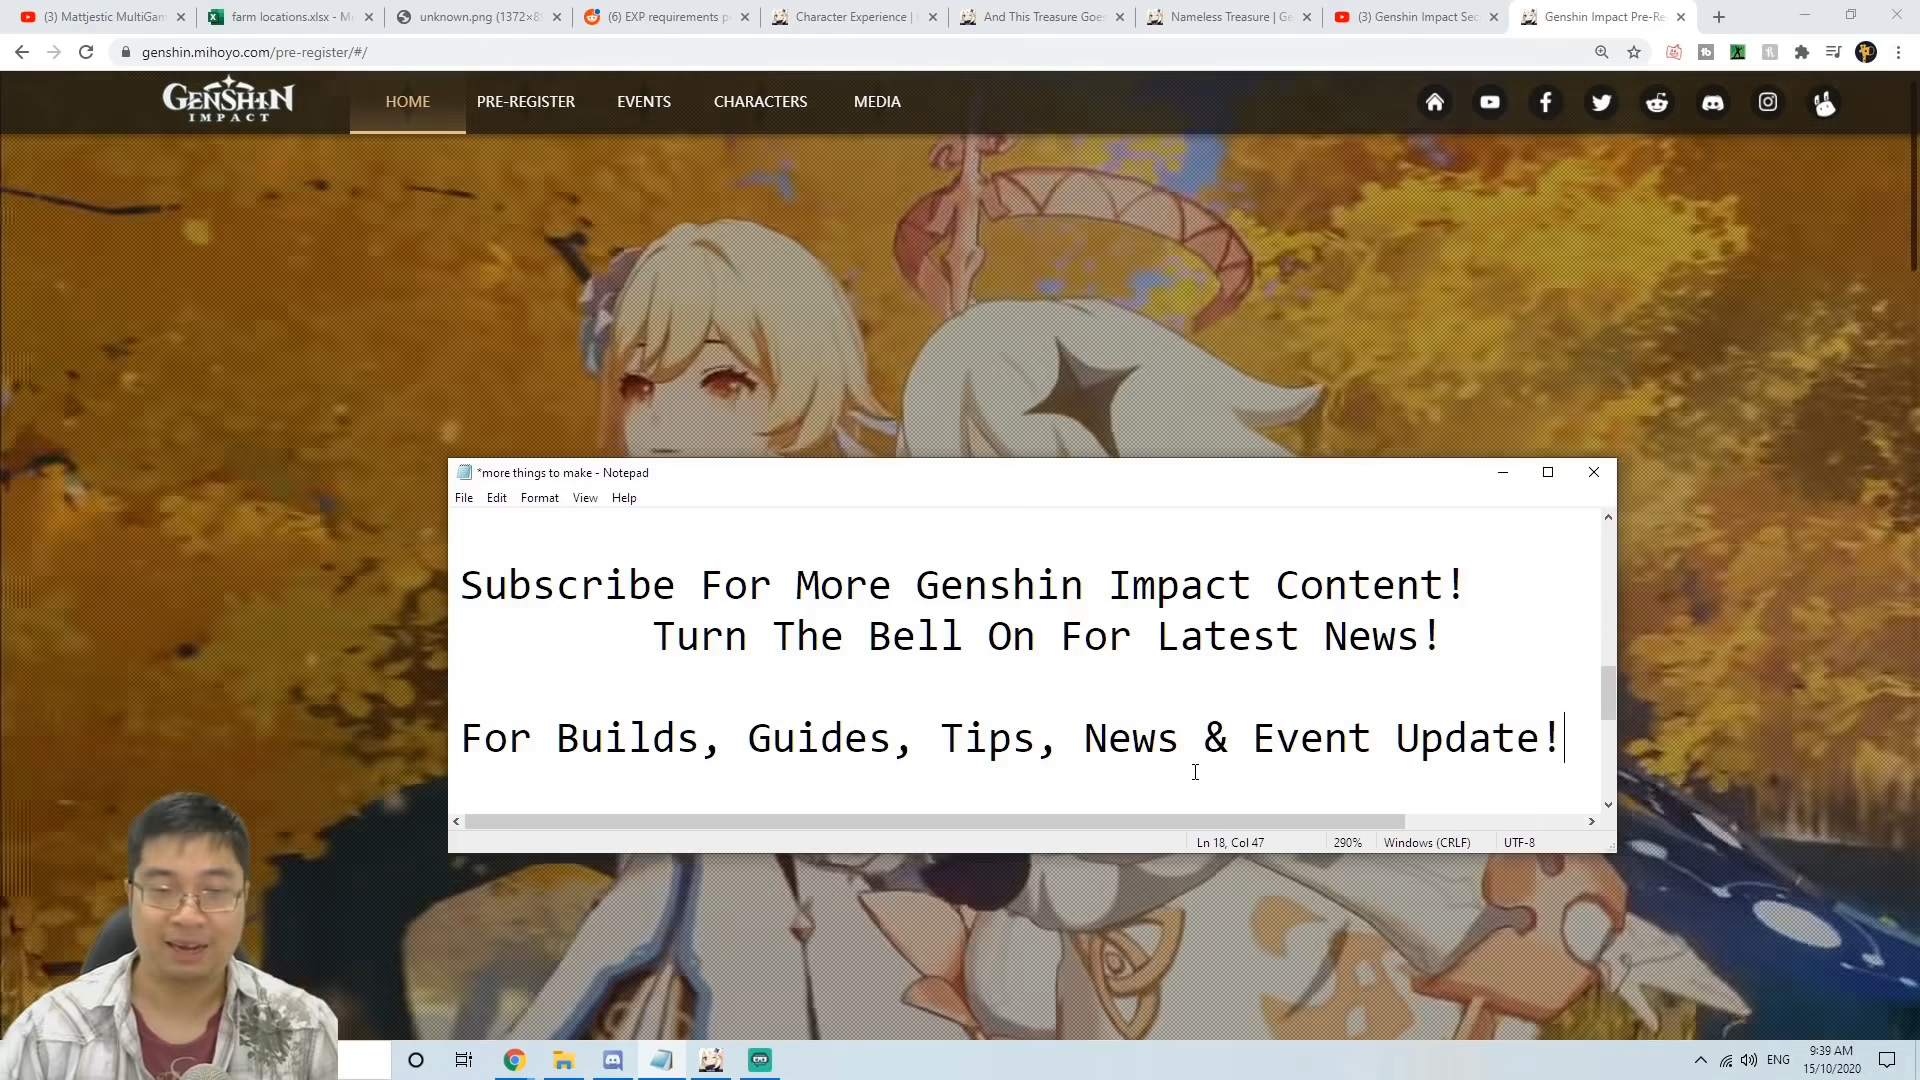 (3) Mattjestic MultiGam
farm locations.xlsx - M
unknown.png (1372×8
(6) EXP requirements p
Character Experience |
And This Treasure Goe
Nameless Treasure | Ge
(3) Genshin Impact Sec
Genshin Impact Pre-Re
genshin.mihoyo.com/pre-register/#/
GENSHIN
IMPACT
HOME
PRE-REGISTER
EVENTS
CHARACTERS
MEDIA
*more things to make - Notepad
File Edit Format View Help
Subscribe For More Genshin Impact Content!
Turn The Bell On For Latest News!
For Builds, Guides, Tips, News & Event Update!
Ln 18, Col 47
290%
Windows (CRLF)
UTF-8
ENG
9:39 AM
15/10/2020